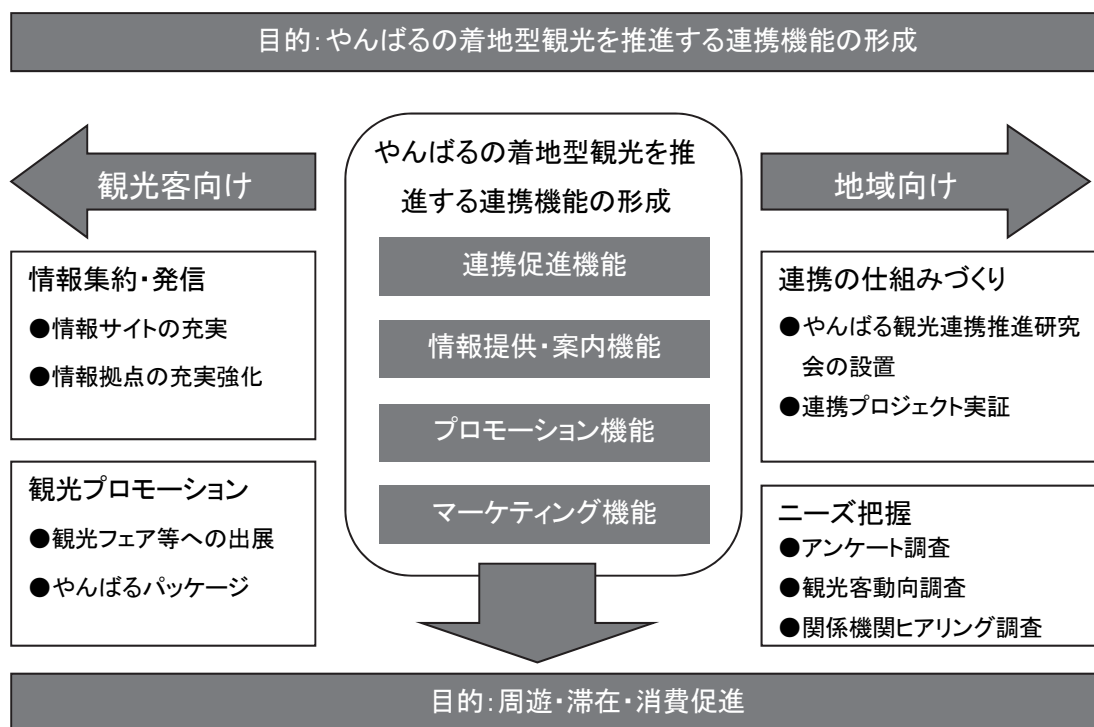 目的：やんばるの着地型観光を推進する連携機能の形成
観光客向け
情報集約・発信
●情報サイトの充実
●情報拠点の充実強化
観光プロモーション
●観光フェア等への出展
●やんばるパッケージ
やんばるの着地型観光を推
進する連携機能の形成
連携促進機能
情報提供・案内機能
プロモーション機能
マーケティング機能
地域向け
連携の仕組みづくり
●やんばる観光連携推進研究
会の設置
●連携プロジェクト実証
ニーズ把握
●アンケート調査
●観光客動向調査
●関係機関ヒアリング調査
目的：周遊・滞在・消費促進